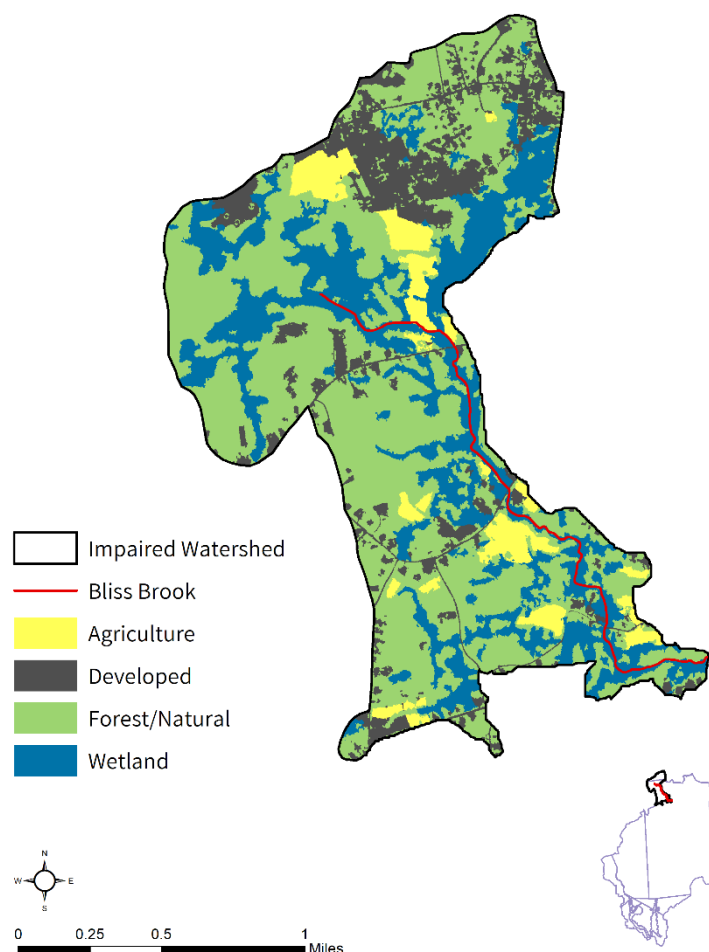 Impaired Watershed
Bliss Brook
Agriculture
Developed
Forest/Natural
Wetland
N
W E
S
0 0.25 0.5 1
Miles